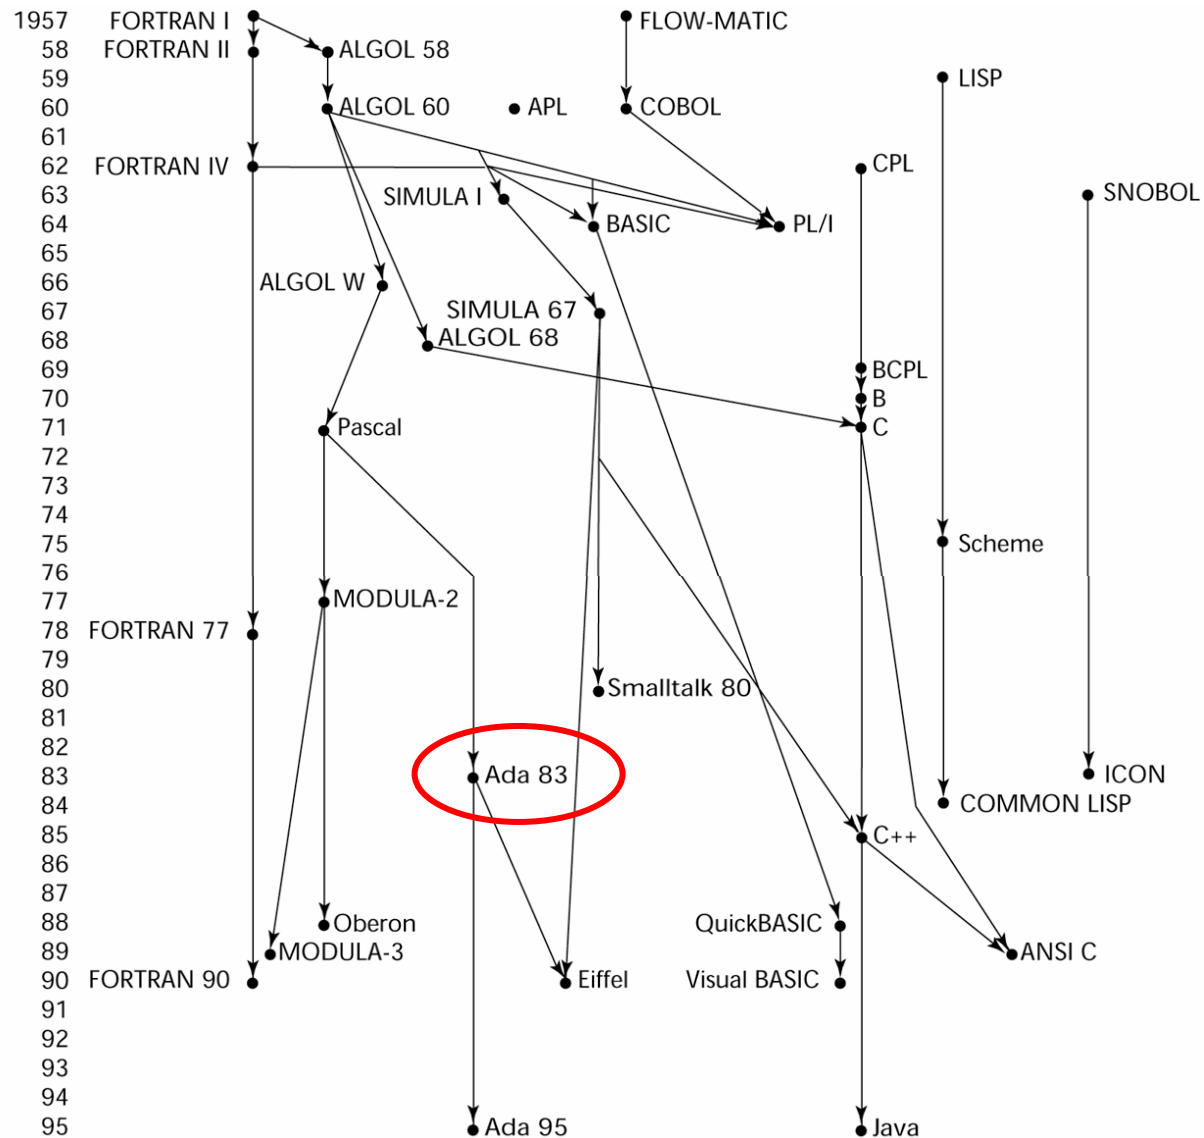 1957 FORTRAN I FLOW-MATIC
58 FORTRAN II ALGOL 58
59 LISP
60 ALGOL 60 APL COBOL
61
62 FORTRAN IV CPL
63 SIMULA I SNOBOL
64 BASIC PL/I
65
66 ALGOL W
67 SIMULA 67
68 ALGOL 68
69 BCPL
70 B
71 Pascal C
72
73
74
75 Scheme
76
77 MODULA-2
78 FORTRAN 77
79
80 Smalltalk 80
81
82
83 Ada 83 ICON
84 COMMON LISP
85 C++
86
87
88 Oberon QuickBASIC
89 MODULA-3 ANSI C
90 FORTRAN 90 Eiffel Visual BASIC
91
92
93
94
95 Ada 95 Java